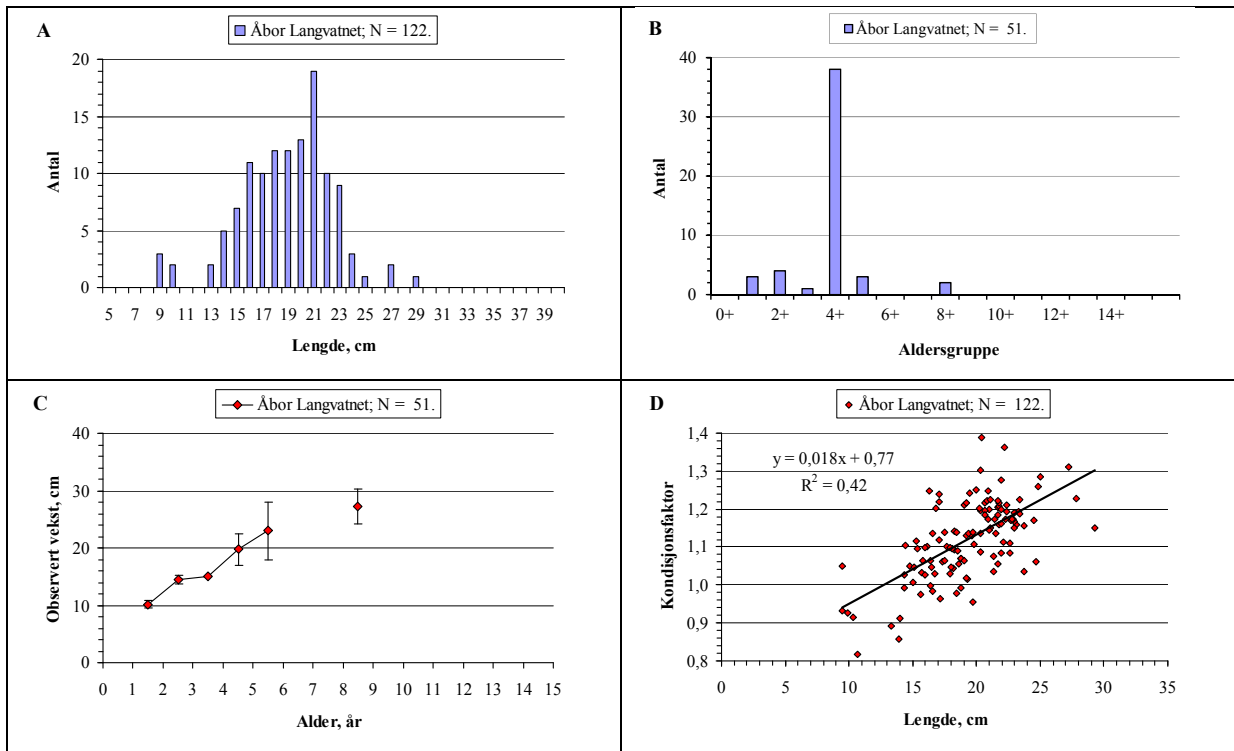 A
Åbor Langvatnet; N = 122.
20
15
10
5
0
Antal
5 7 9 11 13 15 17 19 21 23 25 27 29 31 33 35 37 39
Lengde, cm
B
Åbor Langvatnet; N = 51.
40
30
20
10
0
Antal
0+ 2+ 4+ 6+ 8+ 10+ 12+ 14+
Aldersgruppe
C
Åbor Langvatnet; N = 51.
40
30
20
10
0
Observert vekst, cm
0 1 2 3 4 5 6 7 8 9 10 11 12 13 14 15
Alder, år
D
Åbor Langvatnet; N = 122.
1,4
1,3
1,2
1,1
1,0
0,9
0,8
y = 0,018x + 0,77
R² = 0,42
Kondisjonsfaktor
0 5 10 15 20 25 30 35
Lengde, cm